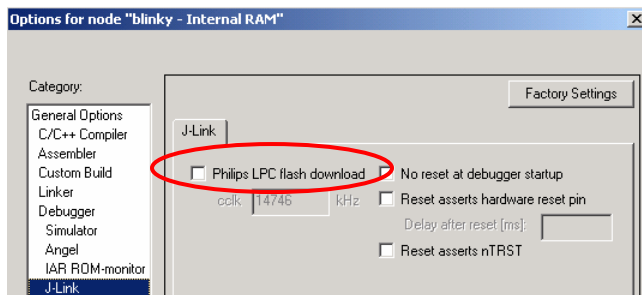 Options for node "blinky - Internal RAM"
Category:
Factory Settings
General Options
C/C++ Compiler
Assembler
Custom Build
Linker
Debugger
Simulator
Angel
IAR ROM-monitor
J-Link
J-Link
Philips LPC flash download
cclk 14746 kHz
No reset at debugger startup
Reset asserts hardware reset pin
Delay after reset [ms]:
Reset asserts nTRST